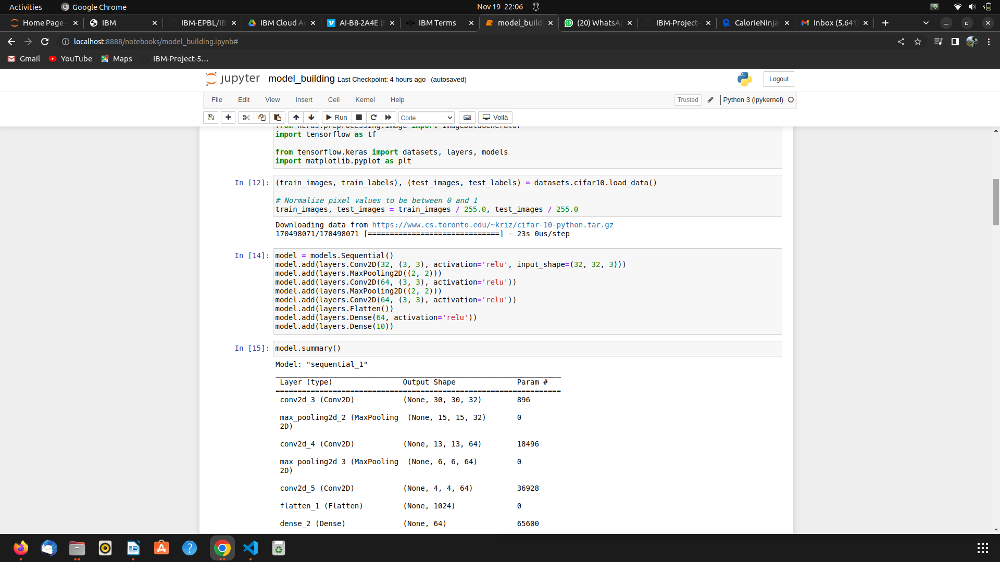 Activities
Google Chrome
Nov 19 22:06
Home Page -
IBM
IBM-EPBL/IB
IBM Cloud Ac
AI-B8-2A4E (
IBM Terms
model_build
(20) WhatsAp
IBM-Project-
CalorieNinja
Inbox (5,641)
localhost:8888/notebooks/model_building.ipynb#
Gmail
YouTube
Maps
IBM-Project-5...
jupyter
model_building Last Checkpoint: 4 hours ago (autosaved)
Logout
File Edit View Insert Cell Kernel Help
Trusted
Python 3 (ipykernel)
Run
Code
Voilà
from keras.preprocessing.image import ImageDataGenerator
import tensorflow as tf
from tensorflow.keras import datasets, layers, models
import matplotlib.pyplot as plt
In [12]: (train_images, train_labels), (test_images, test_labels) = datasets.cifar10.load_data()
# Normalize pixel values to be between 0 and 1
train_images, test_images = train_images / 255.0, test_images / 255.0
Downloading data from https://www.cs.toronto.edu/~kriz/cifar-10-python.tar.gz
170498071/170498071 [==============================] - 23s 0us/step
In [14]: model = models.Sequential()
model.add(layers.Conv2D(32, (3, 3), activation='relu', input_shape=(32, 32, 3)))
model.add(layers.MaxPooling2D((2, 2)))
model.add(layers.Conv2D(64, (3, 3), activation='relu'))
model.add(layers.MaxPooling2D((2, 2)))
model.add(layers.Conv2D(64, (3, 3), activation='relu'))
model.add(layers.Flatten())
model.add(layers.Dense(64, activation='relu'))
model.add(layers.Dense(10))
In [15]: model.summary()
Model: "sequential_1"
_________________________________________________________________
Layer (type) Output Shape Param #
=================================================================
conv2d_3 (Conv2D) (None, 30, 30, 32) 896
max_pooling2d_2 (MaxPooling (None, 15, 15, 32) 0
2D)
conv2d_4 (Conv2D) (None, 13, 13, 64) 18496
max_pooling2d_3 (MaxPooling (None, 6, 6, 64) 0
2D)
conv2d_5 (Conv2D) (None, 4, 4, 64) 36928
flatten_1 (Flatten) (None, 1024) 0
dense_2 (Dense) (None, 64) 65600